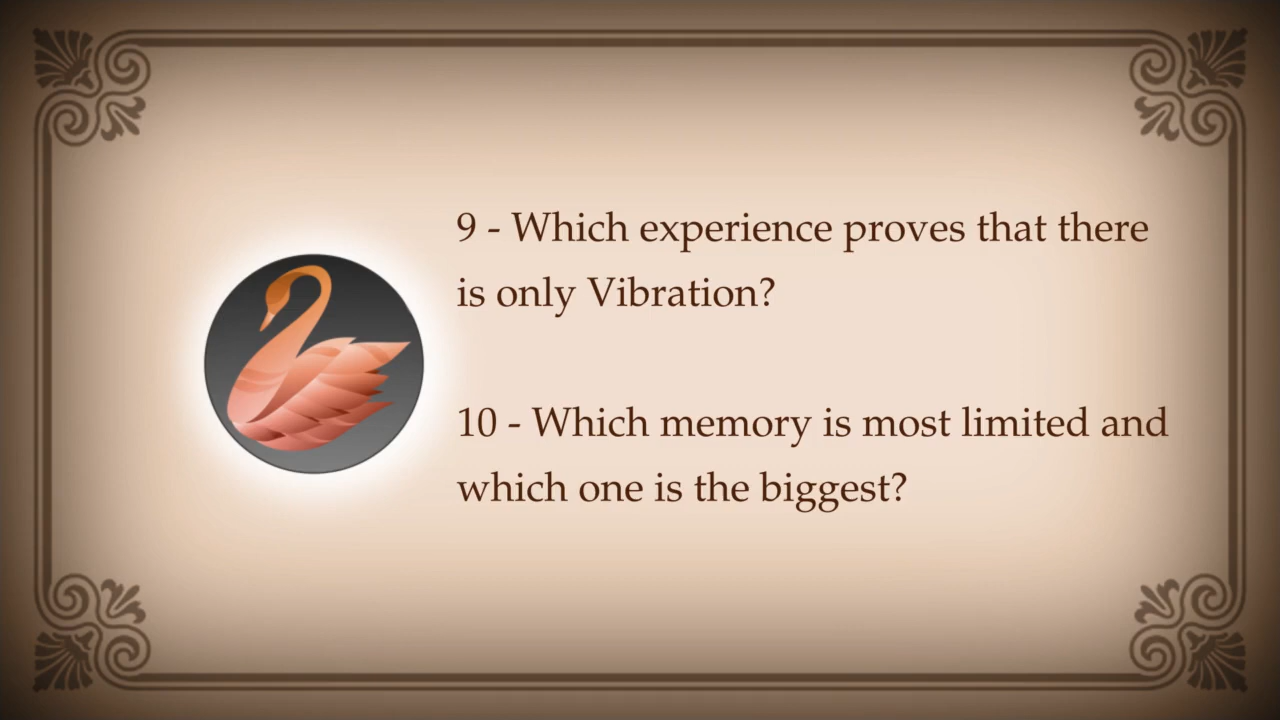 9 - Which experience proves that there
is only Vibration?
10 - Which memory is most limited and
which one is the biggest?